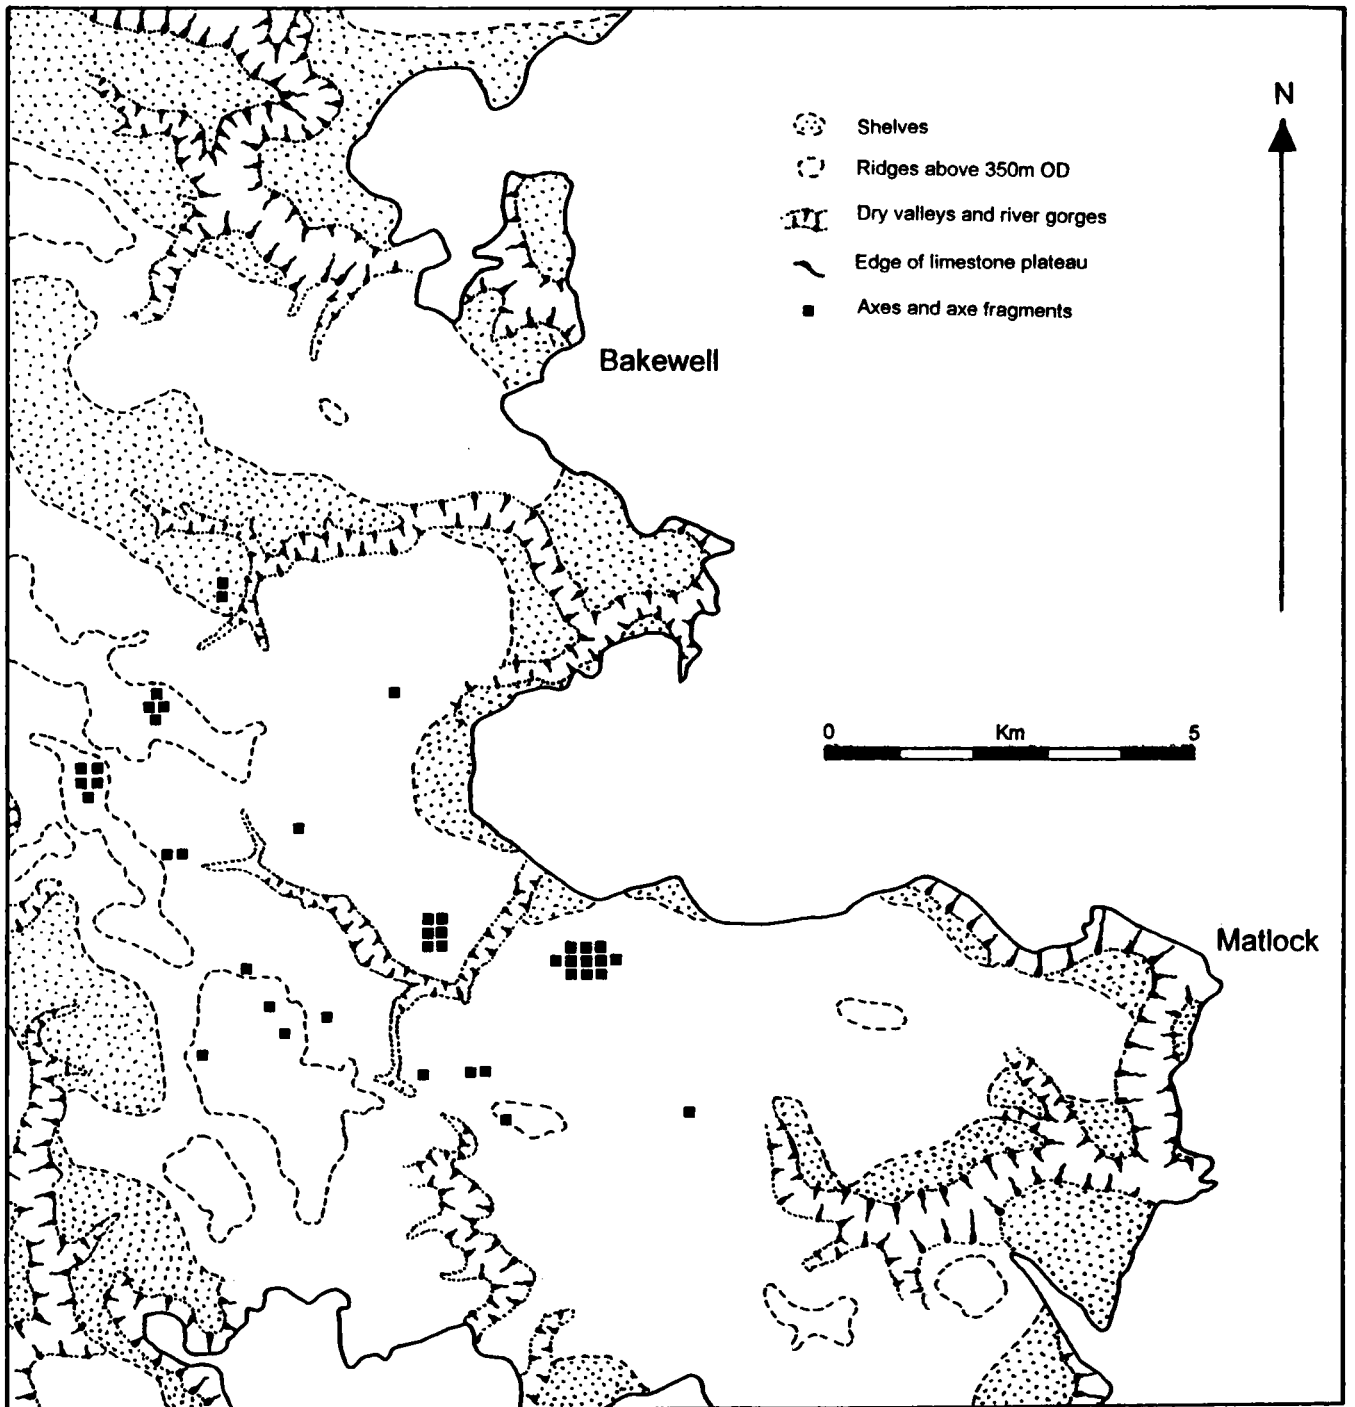 N
Shelves
Ridges above 350m OD
Dry valleys and river gorges
Edge of limestone plateau
Axes and axe fragments
Bakewell
0 Km 5
Matlock